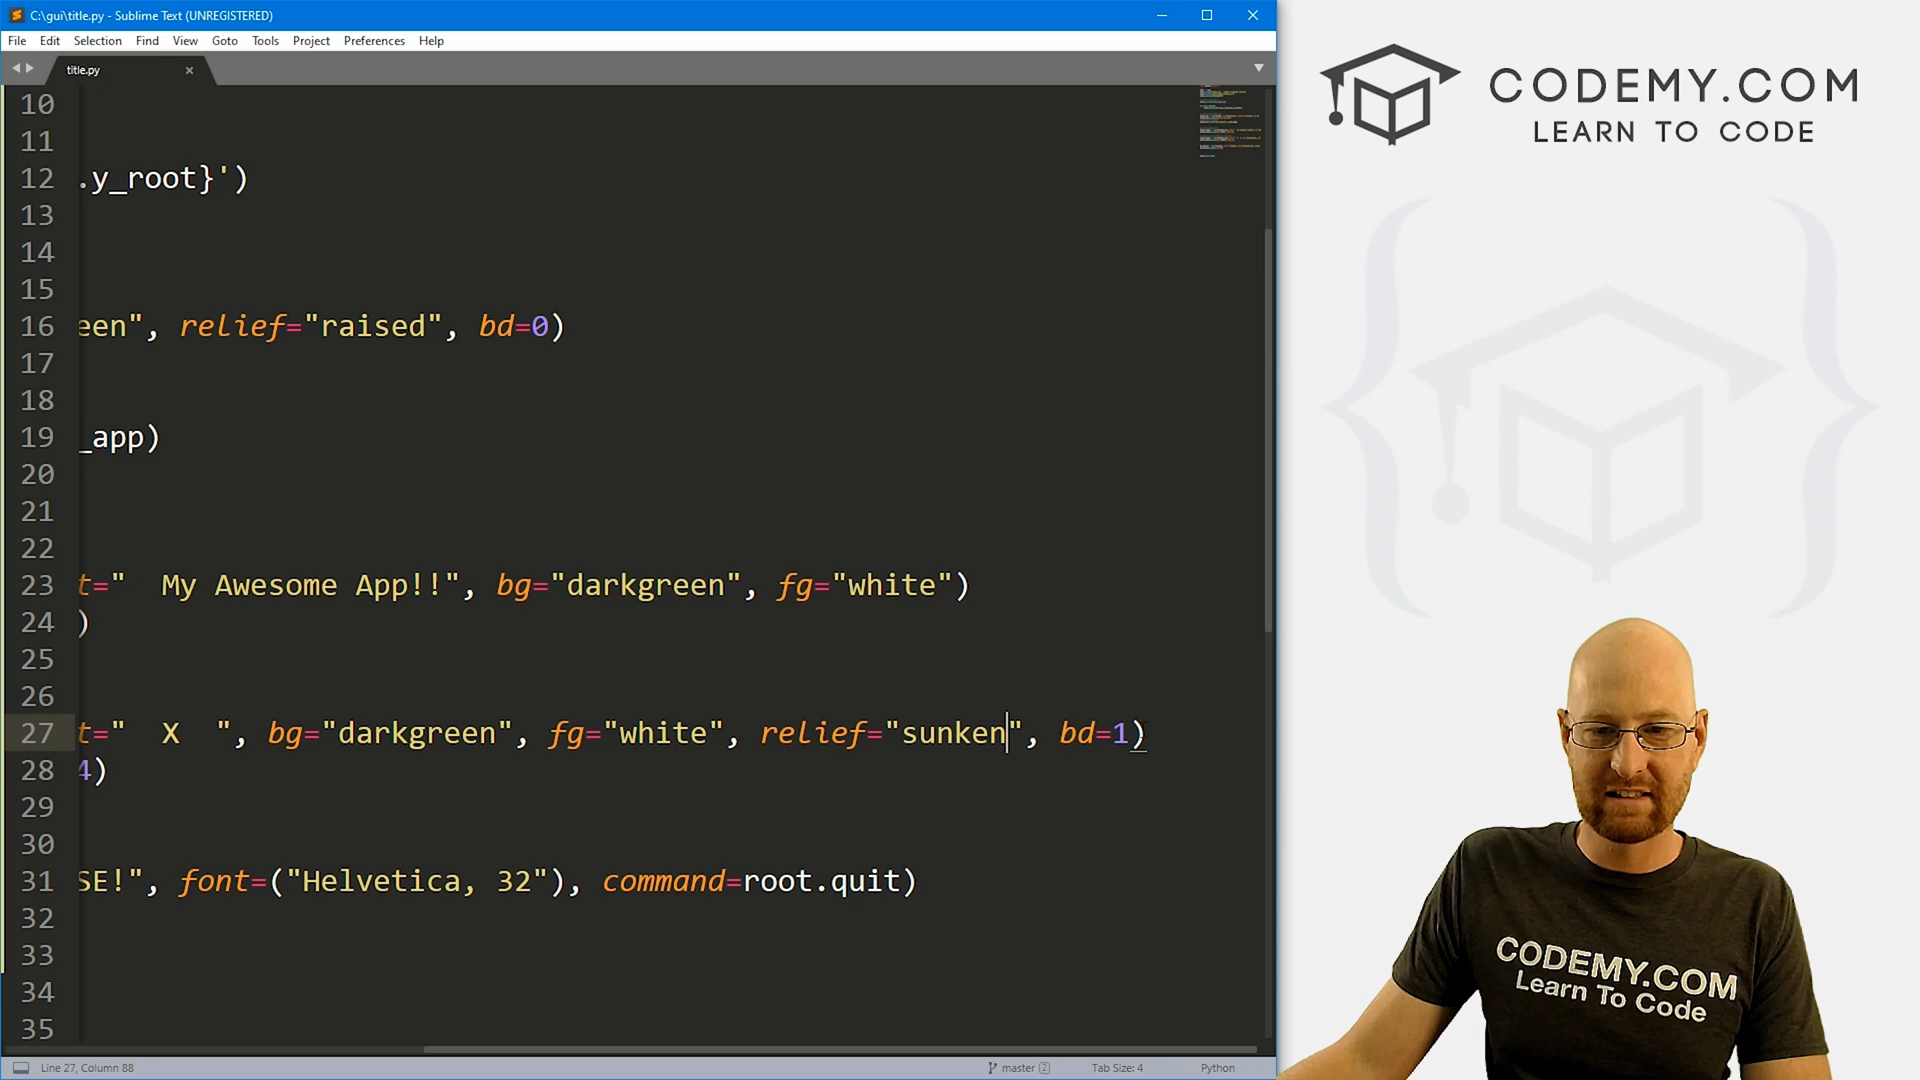 C:\gui\title.py - Sublime Text (UNREGISTERED)
File Edit Selection Find View Goto Tools Project Preferences Help
title.py
10
11
12 .y_root}')
13
14
15
16 een", relief="raised", bd=0)
17
18
19 _app)
20
21
22
23 t="  My Awesome App!!", bg="darkgreen", fg="white")
24 )
25
26
27 t="  X  ", bg="darkgreen", fg="white", relief="sunken", bd=1)
28 4)
29
30
31 SE!", font=("Helvetica, 32"), command=root.quit)
32
33
34
35
Line 27, Column 88
master 2
Tab Size: 4
Python
CODEMY.COM
LEARN TO CODE
CODEMY.COM
Learn To Code